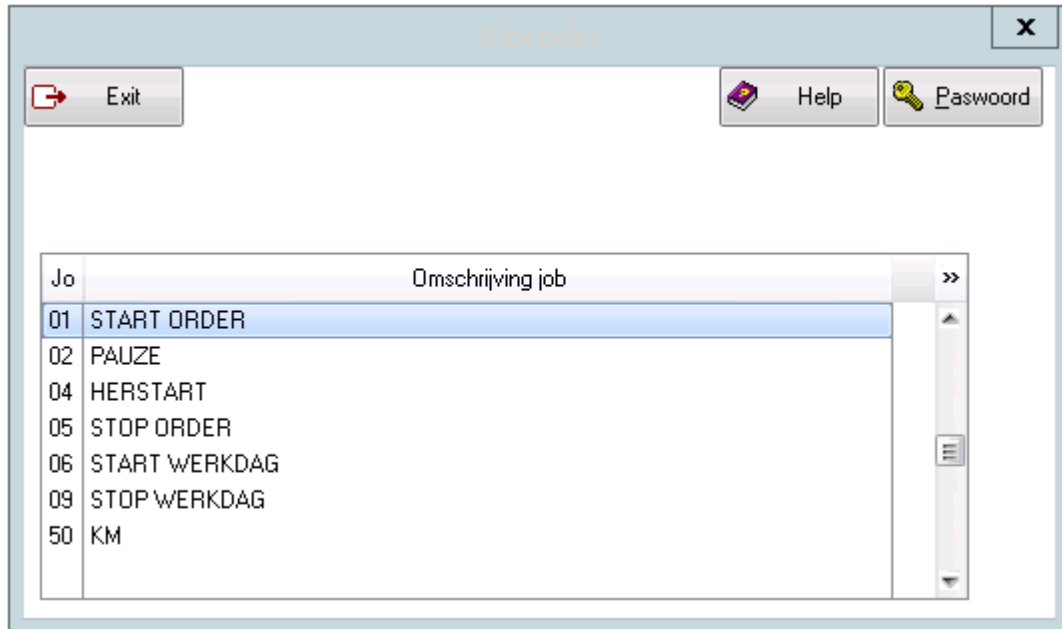 Jobcodes
x
Exit Help Paswoord
Jo Omschrijving job »
01 START ORDER
02 PAUZE
04 HERSTART
05 STOP ORDER
06 START WERKDAG
09 STOP WERKDAG
50 KM